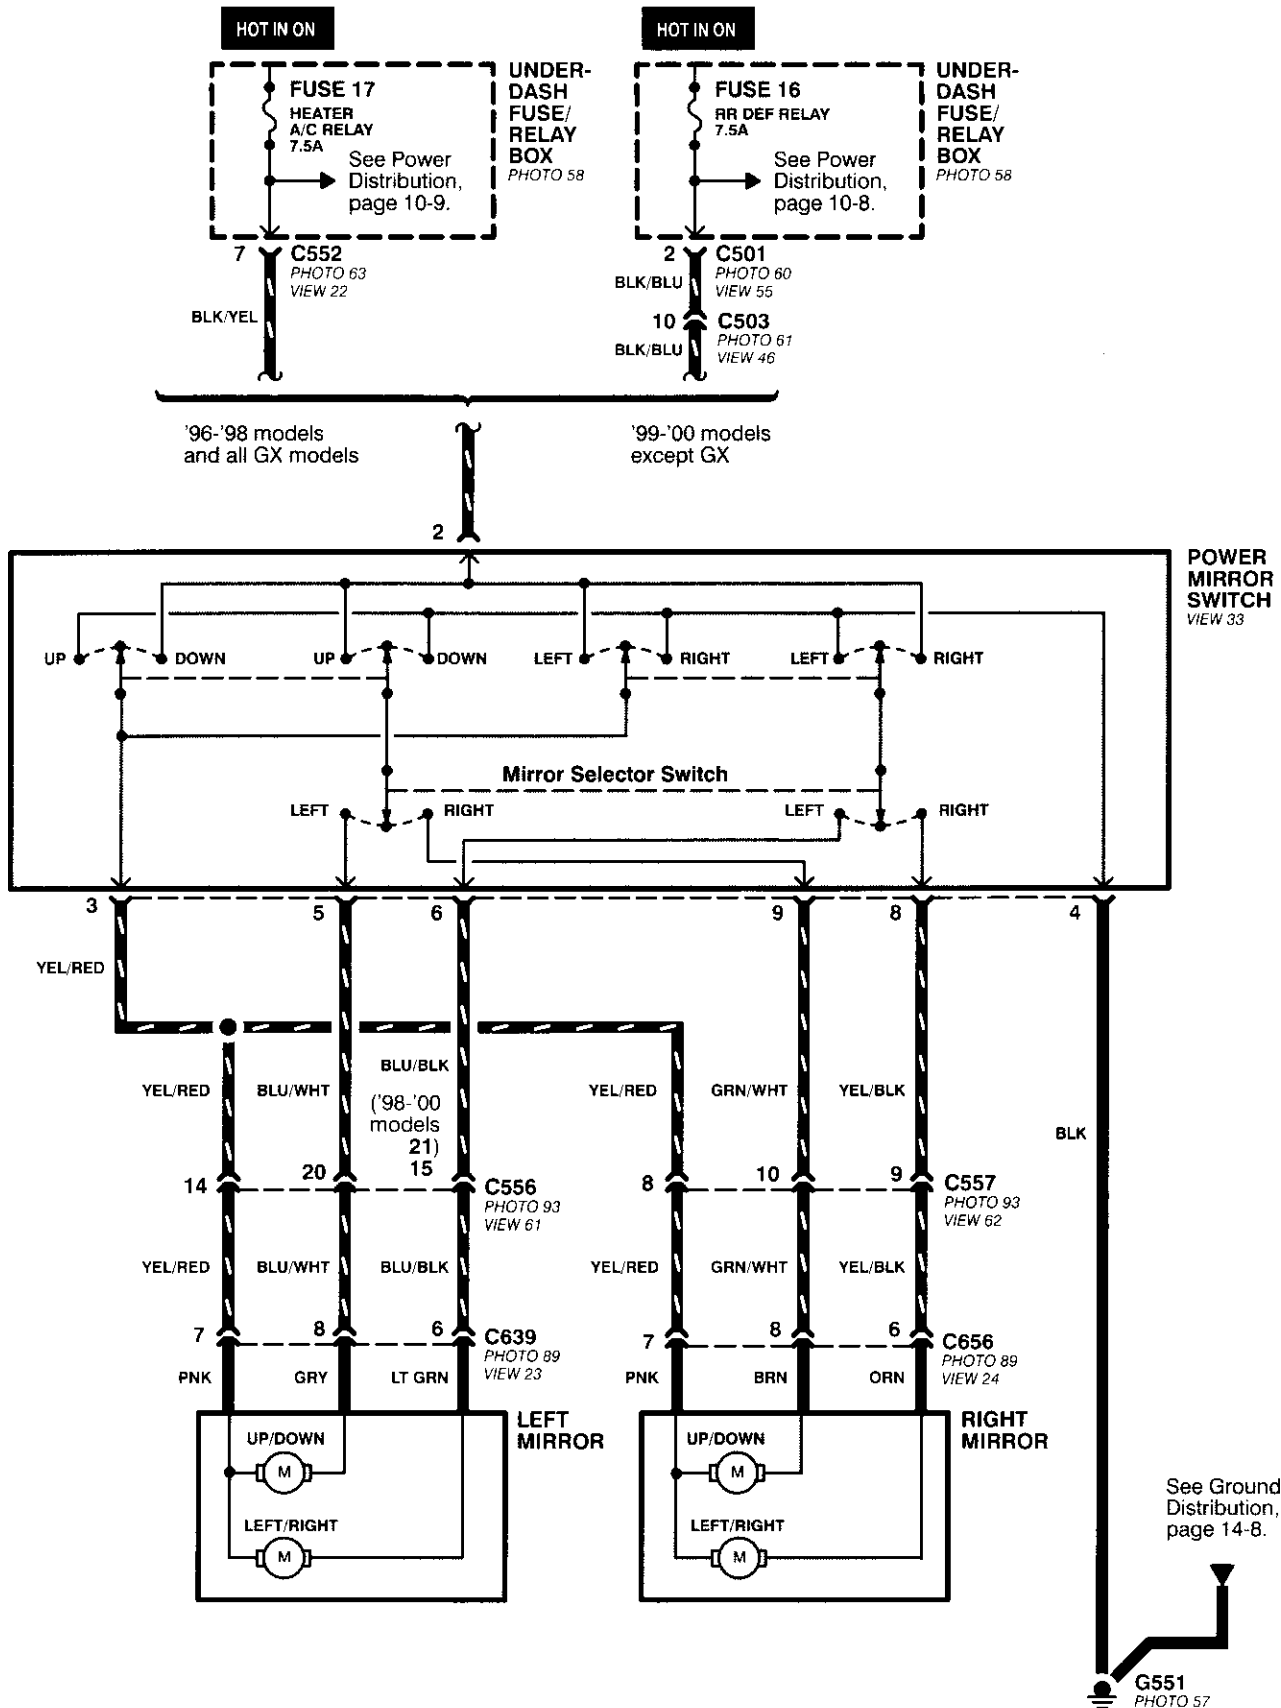 HOT IN ON
HOT IN ON
FUSE 17
HEATER
A/C RELAY
7.5A
See Power
Distribution,
page 10-9.
UNDER-
DASH
FUSE/
RELAY
BOX
PHOTO 58
FUSE 16
RR DEF RELAY
7.5A
See Power
Distribution,
page 10-8.
UNDER-
DASH
FUSE/
RELAY
BOX
PHOTO 58
7
C552
PHOTO 63
VIEW 22
BLK/YEL
2
C501
PHOTO 60
VIEW 55
BLK/BLU
10
C503
PHOTO 61
VIEW 46
BLK/BLU
'96-'98 models
and all GX models
'99-'00 models
except GX
2
POWER
MIRROR
SWITCH
VIEW 33
UP
DOWN
UP
DOWN
LEFT
RIGHT
LEFT
RIGHT
Mirror Selector Switch
LEFT
RIGHT
LEFT
RIGHT
3
5
6
9
8
4
YEL/RED
YEL/RED
BLU/WHT
BLU/BLK
('98-'00
models
21)
15
YEL/RED
GRN/WHT
YEL/BLK
BLK
14
20
C556
PHOTO 93
VIEW 61
8
10
9
C557
PHOTO 93
VIEW 62
YEL/RED
BLU/WHT
BLU/BLK
YEL/RED
GRN/WHT
YEL/BLK
7
8
6
C639
PHOTO 89
VIEW 23
7
8
6
C656
PHOTO 89
VIEW 24
PNK
GRY
LT GRN
PNK
BRN
ORN
LEFT
MIRROR
UP/DOWN
M
LEFT/RIGHT
M
RIGHT
MIRROR
UP/DOWN
M
LEFT/RIGHT
M
See Ground
Distribution,
page 14-8.
G551
PHOTO 57